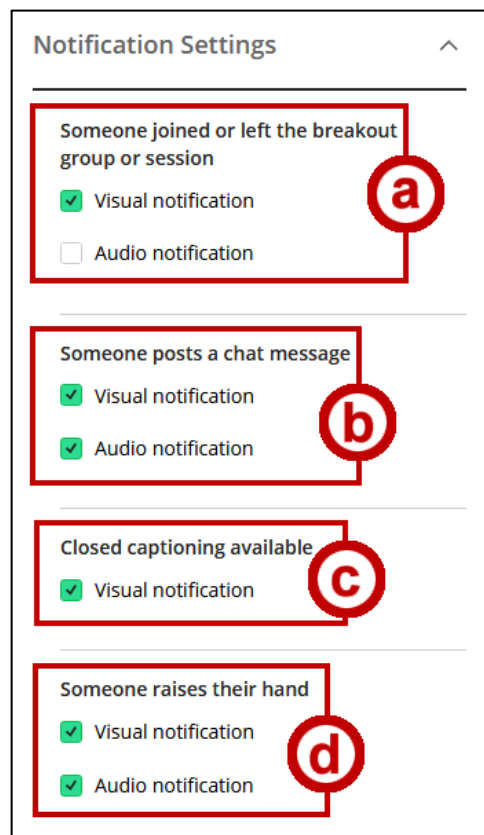 Notification Settings
Someone joined or left the breakout
group or session
a
Visual notification
Audio notification
Someone posts a chat message
Visual notification
b
Audio notification
Closed captioning available
c
Visual notification
Someone raises their hand
Visual notification
d
Audio notification